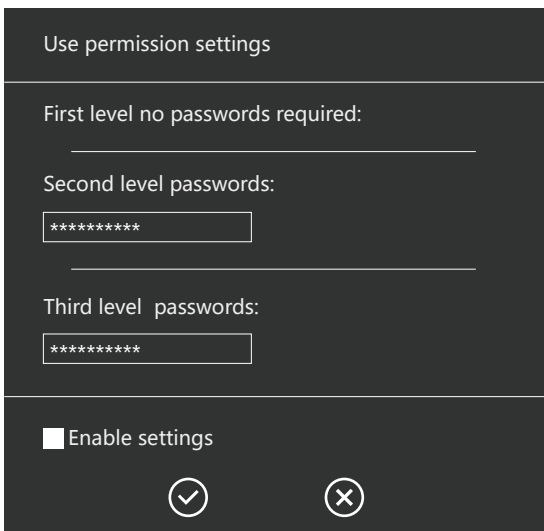 Use permission settings
First level no passwords required:
Second level passwords:
**********
Third level  passwords:
**********
Enable settings